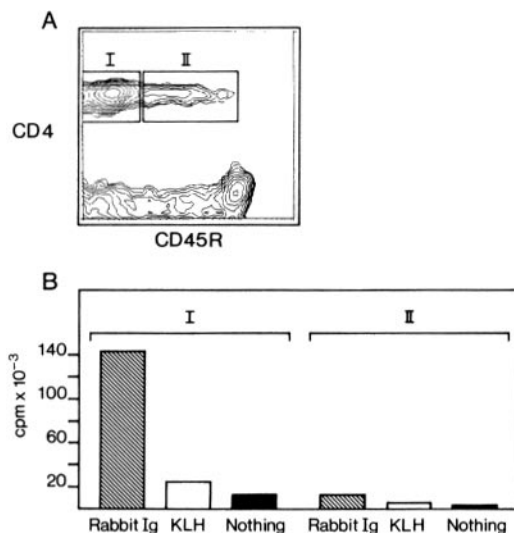 A
I II
CD4
CD45R
B
I II
cpm x 10⁻³
140
100
60
20
Rabbit Ig KLH Nothing Rabbit Ig KLH Nothing